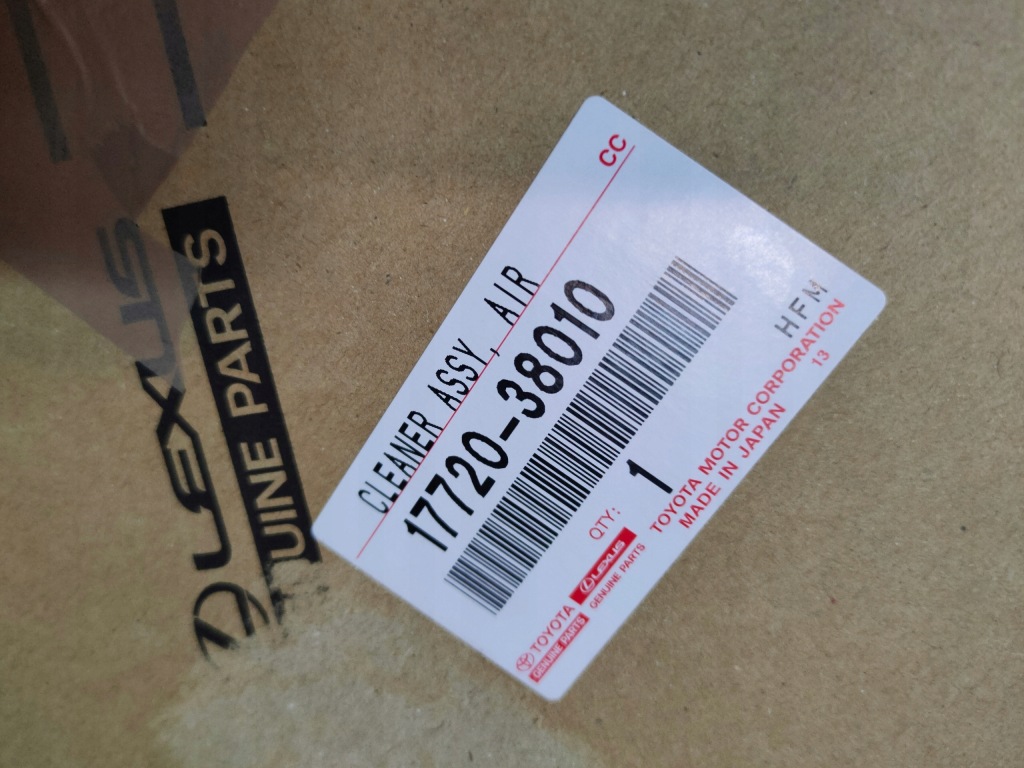 CC
CLEANER ASSY, AIR
17720-38010
HFM
QTY: 1
TOYOTA MOTOR CORPORATION
MADE IN JAPAN 13
TOYOTA
GENUINE PARTS
LEXUS
GENUINE PARTS
LEXUS
UINE PARTS